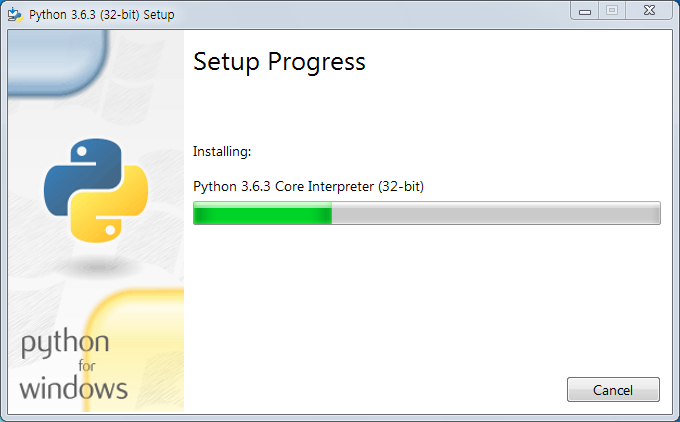 Python 3.6.3 (32-bit) Setup
Setup Progress
Installing:
Python 3.6.3 Core Interpreter (32-bit)
python
for
windows
Cancel